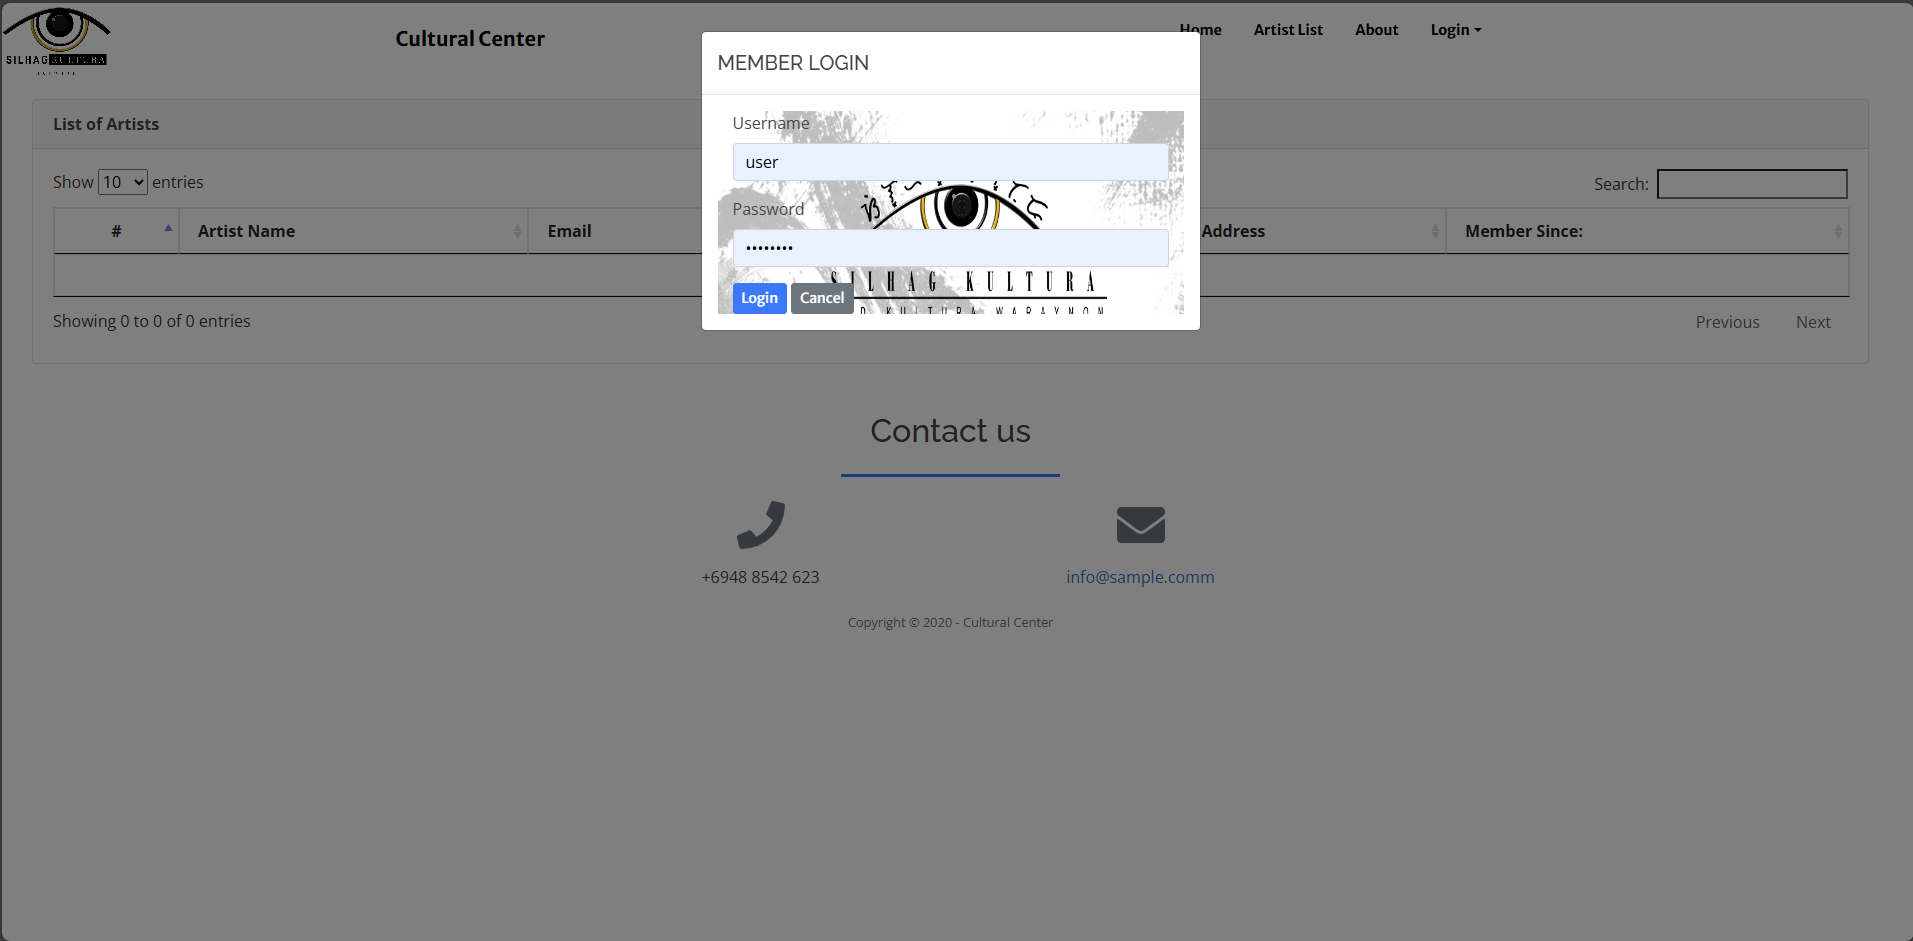 SILHAG KULTURA
Cultural Center
Home
Artist List
About
Login
MEMBER LOGIN
Username
user
Password
••••••••
SILHAG KULTURA
Login
Cancel
KULTURA WARAYNON
List of Artists
Show 10 entries
Search:
#
Artist Name
Email
Address
Member Since:
Showing 0 to 0 of 0 entries
Previous
Next
Contact us
+6948 8542 623
info@sample.comm
Copyright © 2020 - Cultural Center